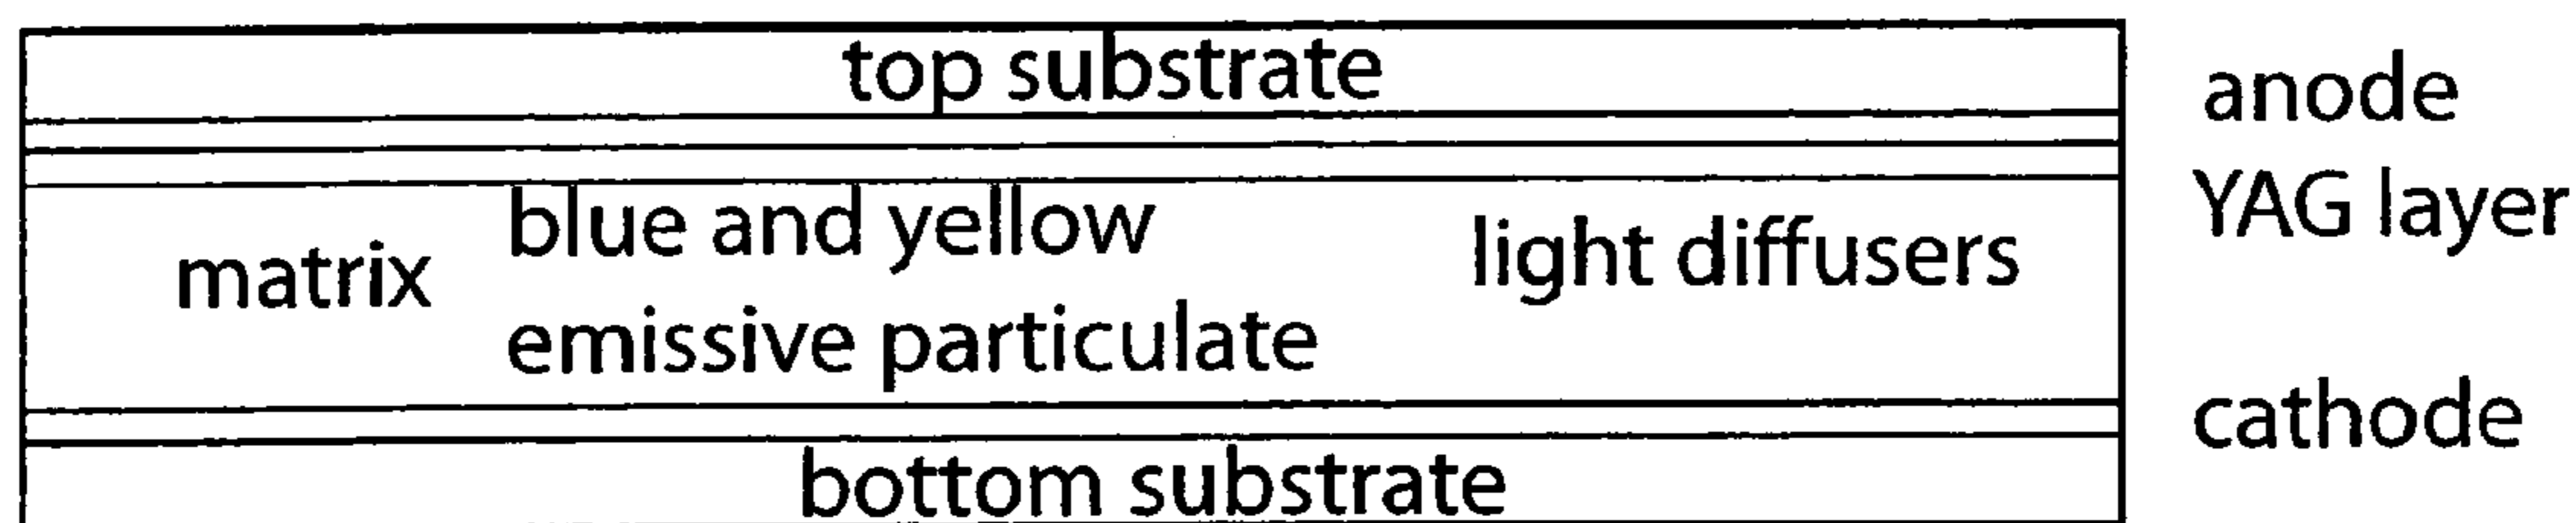 top substrate
anode
YAG layer
blue and yellow
matrix
light diffusers
emissive particulate
cathode
bottom substrate